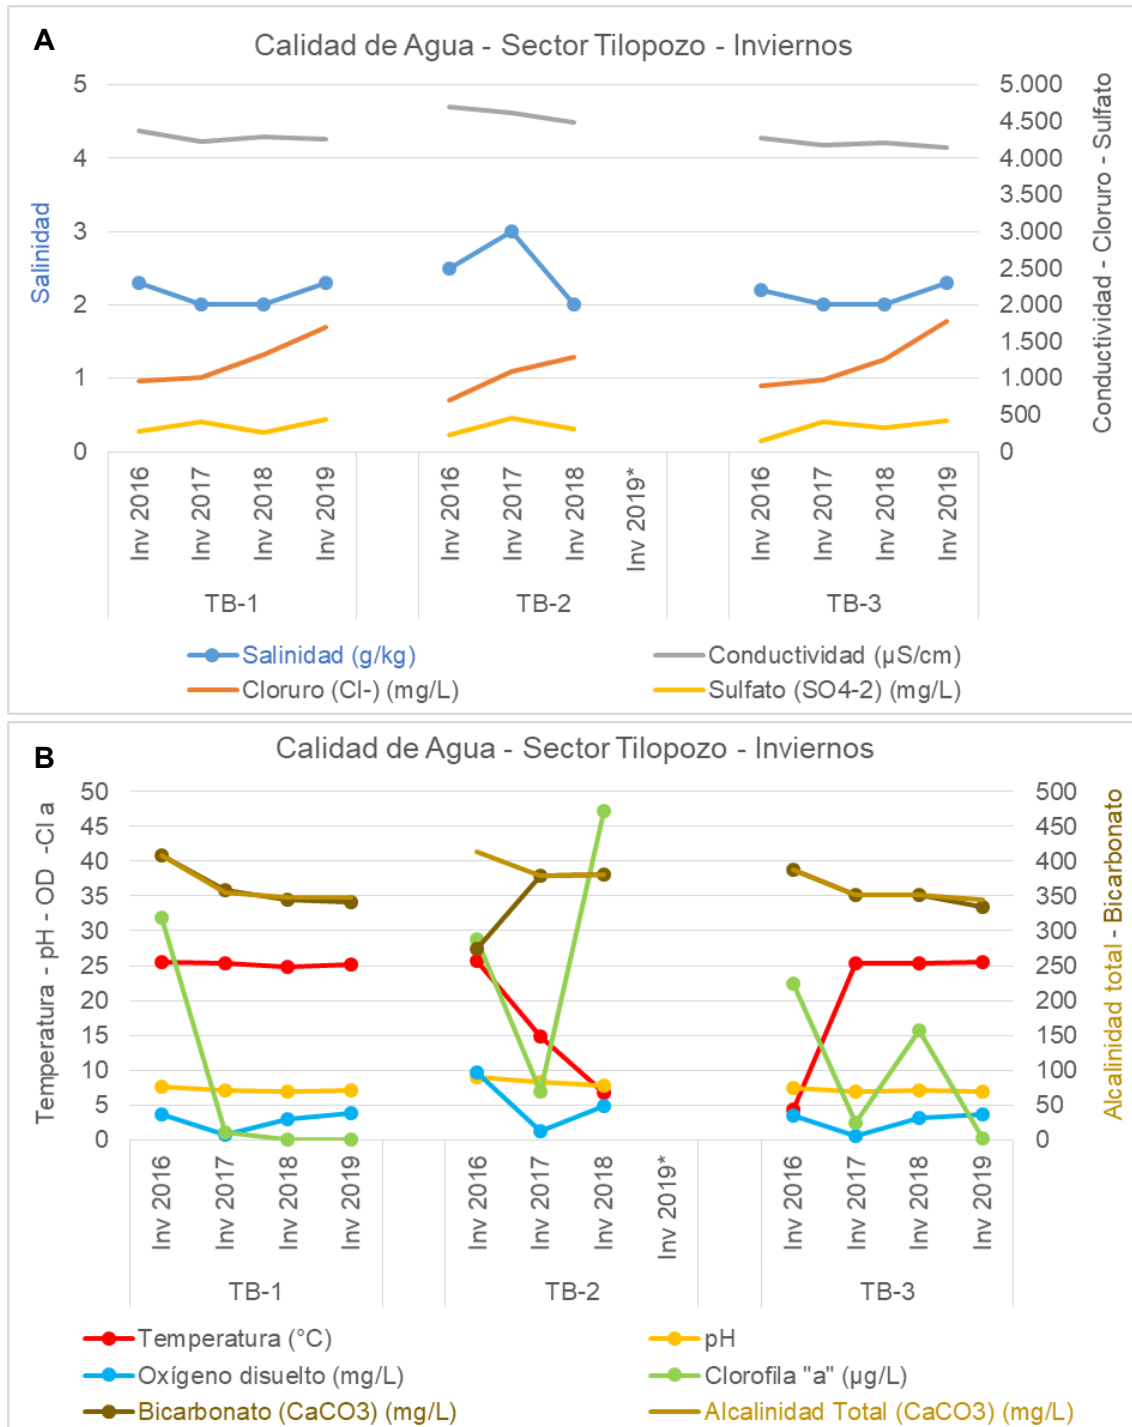 A
Calidad de Agua - Sector Tilopozo - Inviernos
Salinidad
5
4
3
2
1
0
5.000
4.500
4.000
3.500
3.000
2.500
2.000
1.500
1.000
500
0
Conductividad - Cloruro - Sulfato
Inv 2016
Inv 2017
Inv 2018
Inv 2019
Inv 2016
Inv 2017
Inv 2018
Inv 2019*
Inv 2016
Inv 2017
Inv 2018
Inv 2019
TB-1
TB-2
TB-3
Salinidad (g/kg)
Conductividad (µS/cm)
Cloruro (Cl-) (mg/L)
Sulfato (SO4-2) (mg/L)
B
Calidad de Agua - Sector Tilopozo - Inviernos
Temperatura - pH - OD -Cl a
50
45
40
35
30
25
20
15
10
5
0
500
450
400
350
300
250
200
150
100
50
0
Alcalinidad total - Bicarbonato
Inv 2016
Inv 2017
Inv 2018
Inv 2019
Inv 2016
Inv 2017
Inv 2018
Inv 2019*
Inv 2016
Inv 2017
Inv 2018
Inv 2019
TB-1
TB-2
TB-3
Temperatura (°C)
pH
Oxígeno disuelto (mg/L)
Clorofila "a" (µg/L)
Bicarbonato (CaCO3) (mg/L)
Alcalinidad Total (CaCO3) (mg/L)